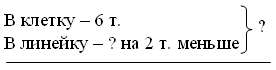 В клетку – 6 т.
В линейку – ? на 2 т. меньше
?